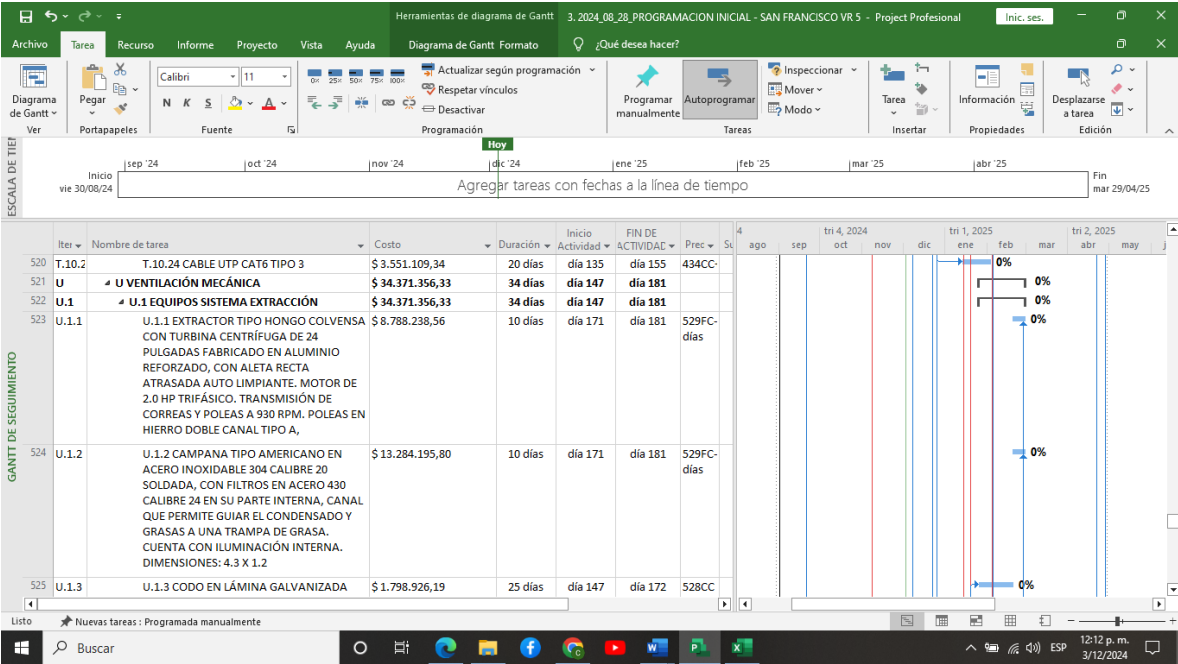 Herramientas de diagrama de Gantt 3. 2024_08_28_PROGRAMACION INICIAL - SAN FRANCISCO VR 5 - Project Profesional Inic. ses.
Archivo Tarea Recurso Informe Proyecto Vista Ayuda Diagrama de Gantt Formato ¿Qué desea hacer?
Diagrama
de Gantt
Ver
Pegar
Portapapeles
Calibri 11
N K S A
Fuente
0× 25× 50× 75× 100×
Actualizar según programación
Respetar vínculos
Desactivar
Programación
Programar
manualmente
Autoprogramar
Inspeccionar
Mover
Modo
Tareas
Tarea
Insertar
Información
Propiedades
Desplazarse
a tarea
Edición
ESCALA DE TIEM
Hoy
sep '24 oct '24 nov '24 dic '24 ene '25 feb '25 mar '25 abr '25
Inicio
vie 30/08/24
Agregar tareas con fechas a la línea de tiempo
Fin
mar 29/04/25
GANTT DE SEGUIMIENTO
Iter Nombre de tarea Costo Duración Inicio Actividad FIN DE ACTIVIDAD Prec Su
4 tri 4, 2024 tri 1, 2025 tri 2, 2025
ago sep oct nov dic ene feb mar abr may j
520 T.10.2 T.10.24 CABLE UTP CAT6 TIPO 3 $ 3.551.109,34 20 días día 135 día 155 434CC- 0%
521 U U VENTILACIÓN MECÁNICA $ 34.371.356,33 34 días día 147 día 181 0%
522 U.1 U.1 EQUIPOS SISTEMA EXTRACCIÓN $ 34.371.356,33 34 días día 147 día 181 0%
523 U.1.1 U.1.1 EXTRACTOR TIPO HONGO COLVENSA $ 8.788.238,56 10 días día 171 día 181 529FC- 0%
CON TURBINA CENTRÍFUGA DE 24 días
PULGADAS FABRICADO EN ALUMINIO
REFORZADO, CON ALETA RECTA
ATRASADA AUTO LIMPIANTE. MOTOR DE
2.0 HP TRIFÁSICO. TRANSMISIÓN DE
CORREAS Y POLEAS A 930 RPM. POLEAS EN
HIERRO DOBLE CANAL TIPO A,
524 U.1.2 U.1.2 CAMPANA TIPO AMERICANO EN $ 13.284.195,80 10 días día 171 día 181 529FC- 0%
ACERO INOXIDABLE 304 CALIBRE 20 días
SOLDADA, CON FILTROS EN ACERO 430
CALIBRE 24 EN SU PARTE INTERNA, CANAL
QUE PERMITE GUIAR EL CONDENSADO Y
GRASAS A UNA TRAMPA DE GRASA.
CUENTA CON ILUMINACIÓN INTERNA.
DIMENSIONES: 4.3 X 1.2
525 U.1.3 U.1.3 CODO EN LÁMINA GALVANIZADA $ 1.798.926,19 25 días día 147 día 172 528CC 0%
Listo Nuevas tareas : Programada manualmente
Buscar
ESP
12:12 p. m.
3/12/2024